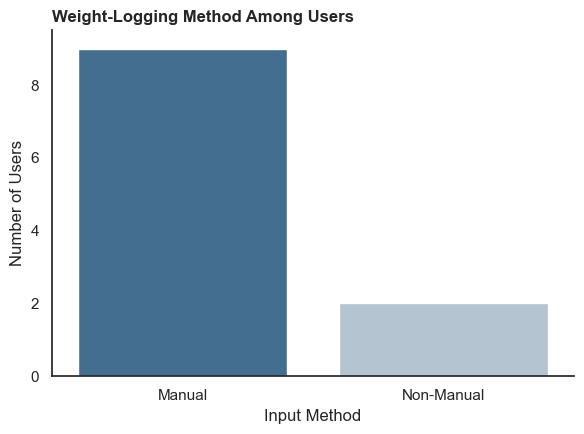 Weight-Logging Method Among Users
Number of Users
8
6
4
2
0
Manual
Non-Manual
Input Method